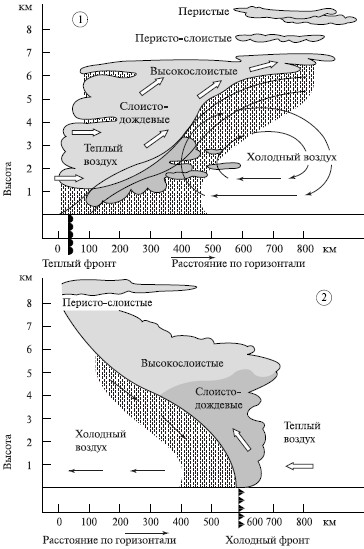 км
8
7
6
5
4
3
2
1
Высота
1
Перистые
Перисто-слоистые
Высокослоистые
Слоисто-
дождевые
Теплый
воздух
Холодный воздух
0 100 200 300 400 500 600 700 800 км
Теплый фронт Расстояние по горизонтали
км
8
7
6
5
4
3
2
1
Высота
2
Перисто-слоистые
Высокослоистые
Слоисто-
дождевые
Холодный
воздух
Теплый
воздух
0 100 200 300 400 500 600 700 800 км
Расстояние по горизонтали Холодный фронт